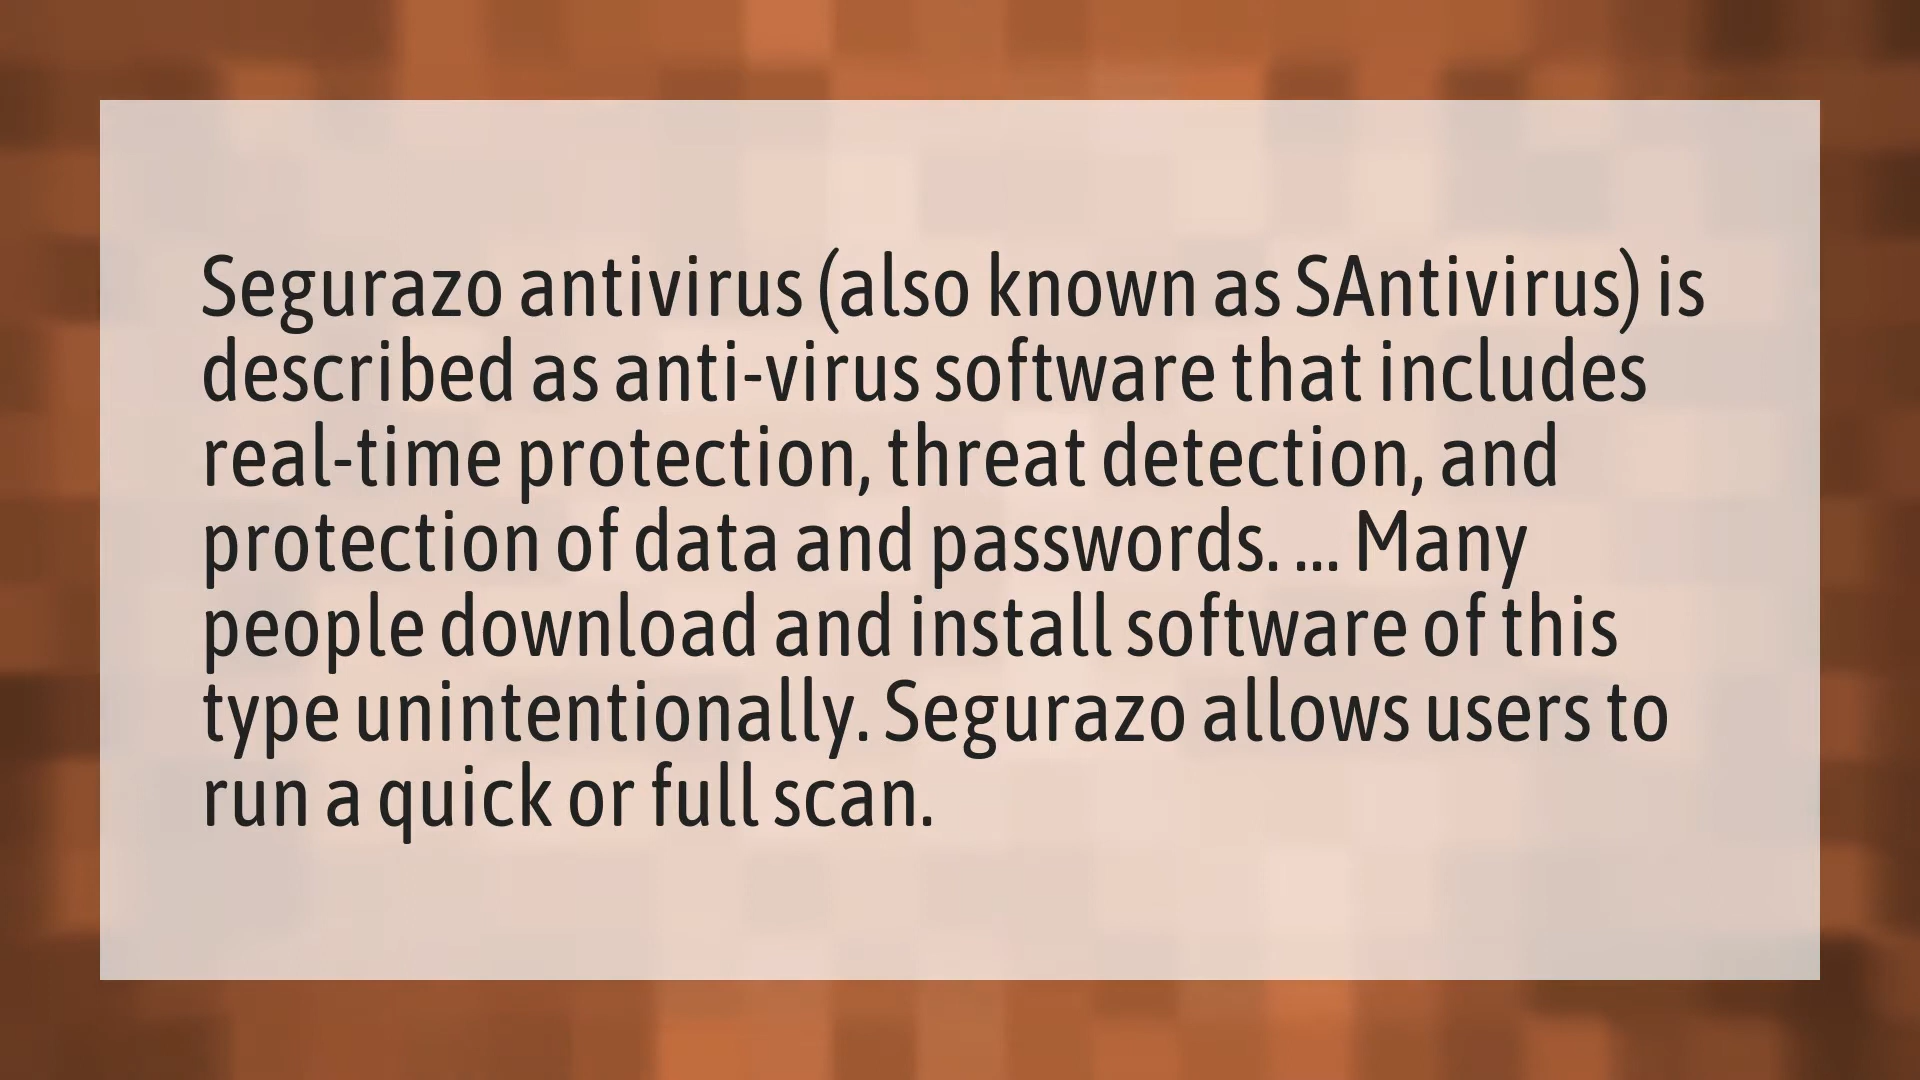 Segurazo antivirus (also known as SAntivirus) is
described as anti-virus software that includes
real-time protection, threat detection, and
protection of data and passwords. ... Many
people download and install software of this
type unintentionally. Segurazo allows users to
run a quick or full scan.